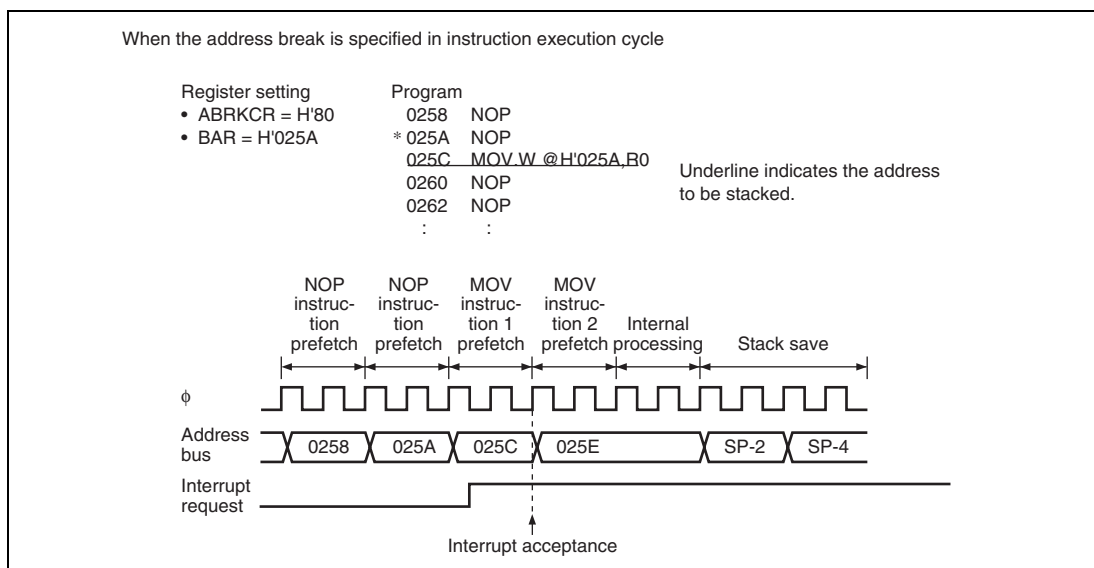 When the address break is specified in instruction execution cycle
Register setting
• ABRKCR = H'80
• BAR = H'025A
Program
0258 NOP
* 025A NOP
025C MOV.W @H'025A,R0
0260 NOP
0262 NOP
: :
Underline indicates the address
to be stacked.
NOP
instruc-
tion
prefetch
NOP
instruc-
tion
prefetch
MOV
instruc-
tion 1
prefetch
MOV
instruc-
tion 2
prefetch
Internal
processing
Stack save
φ
Address
bus
0258 025A 025C 025E SP-2 SP-4
Interrupt
request
Interrupt acceptance